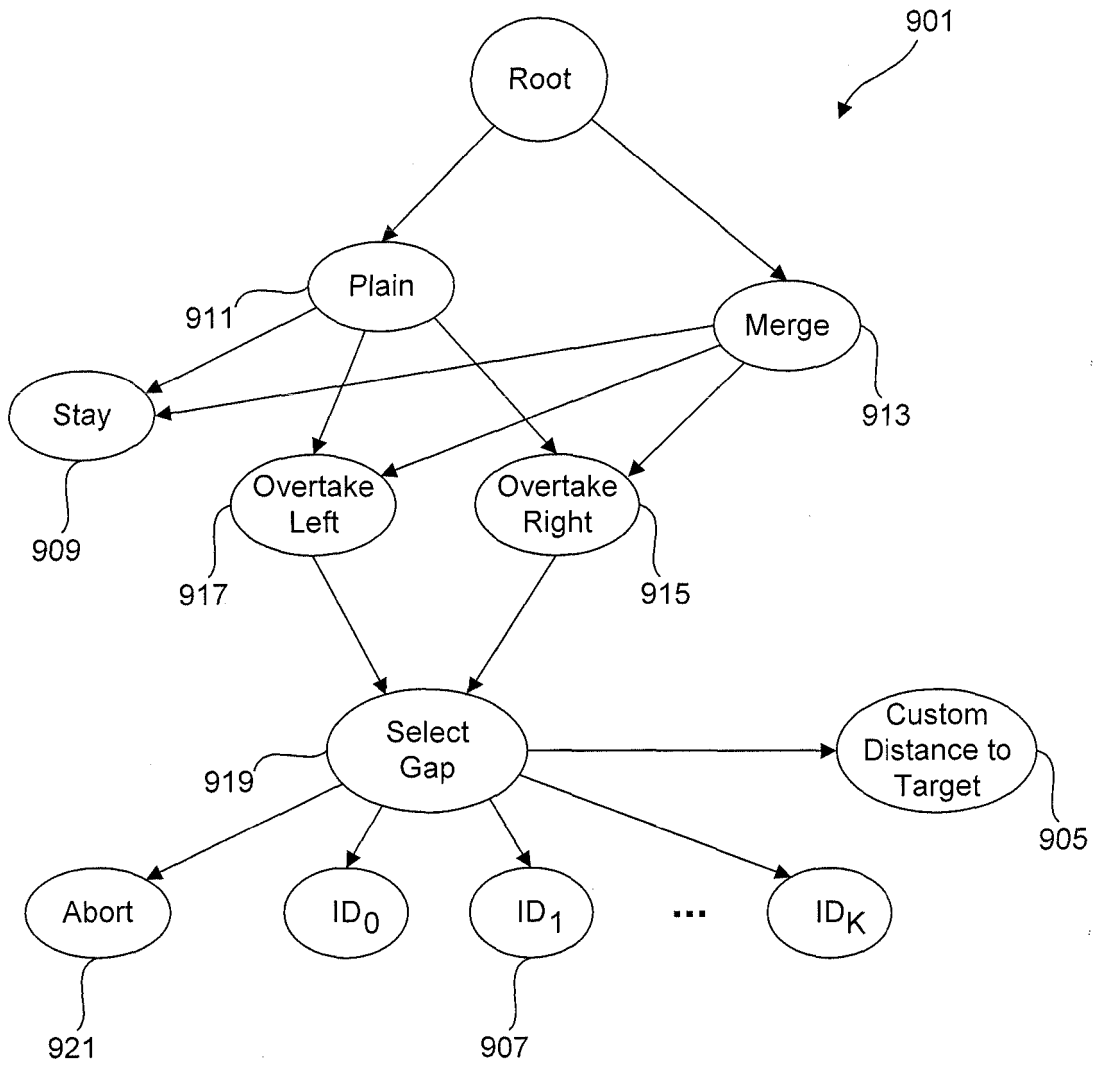 901
Root
Plain
911
Merge
913
Stay
909
Overtake
Left
917
Overtake
Right
915
Select
Gap
919
Custom
Distance to
Target
905
Abort
921
ID0
ID1
907
...
IDK